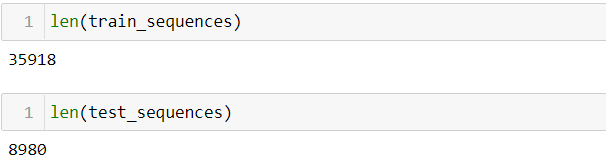 1 len(train_sequences)
35918
1 len(test_sequences)
8980